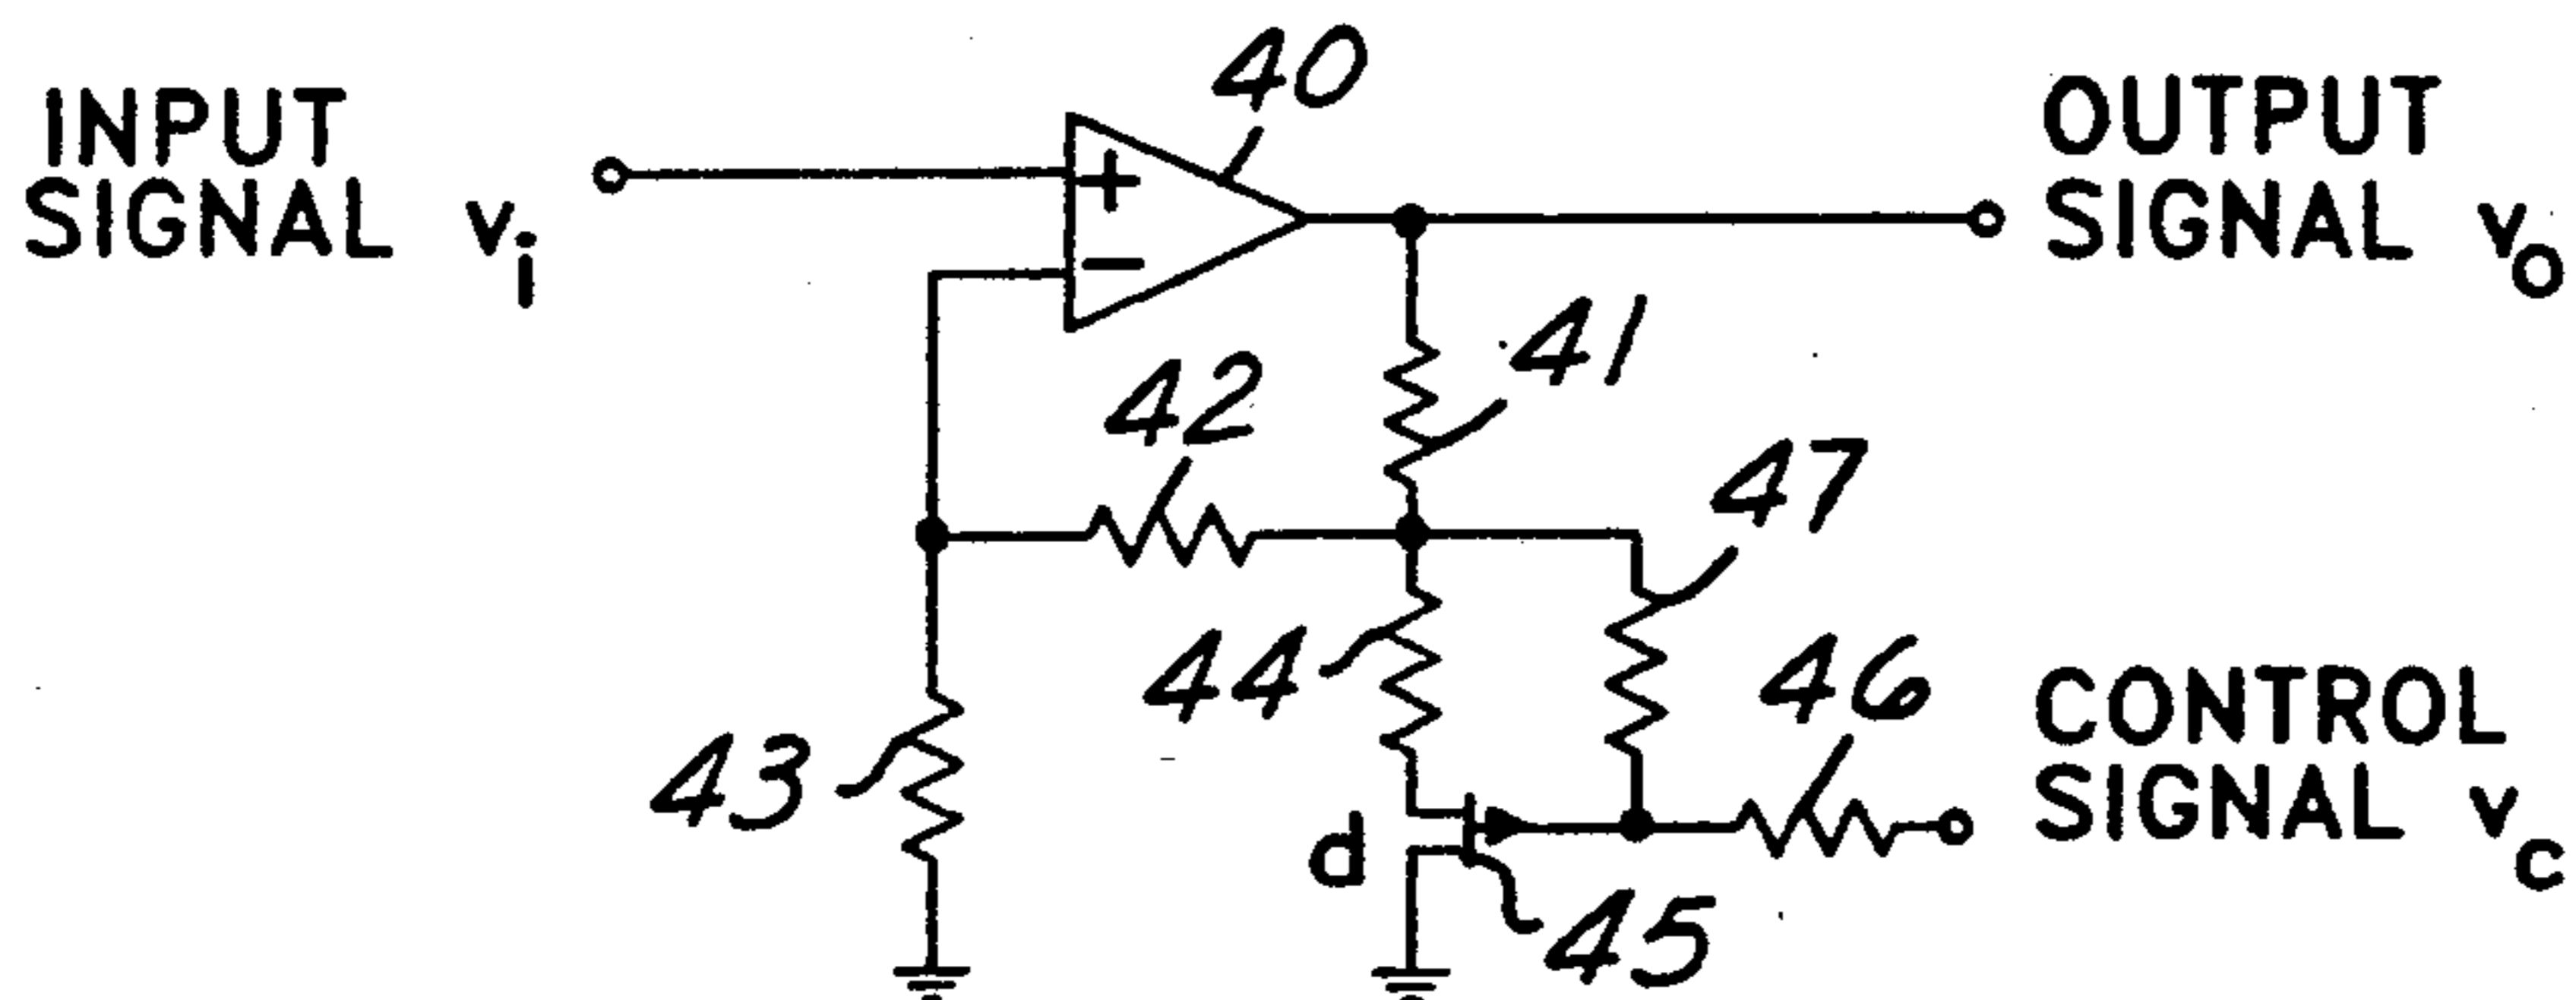 40
INPUT
SIGNAL vi
OUTPUT
SIGNAL vo
+
−
41
42
47
44
46
43
CONTROL
SIGNAL vc
d
45